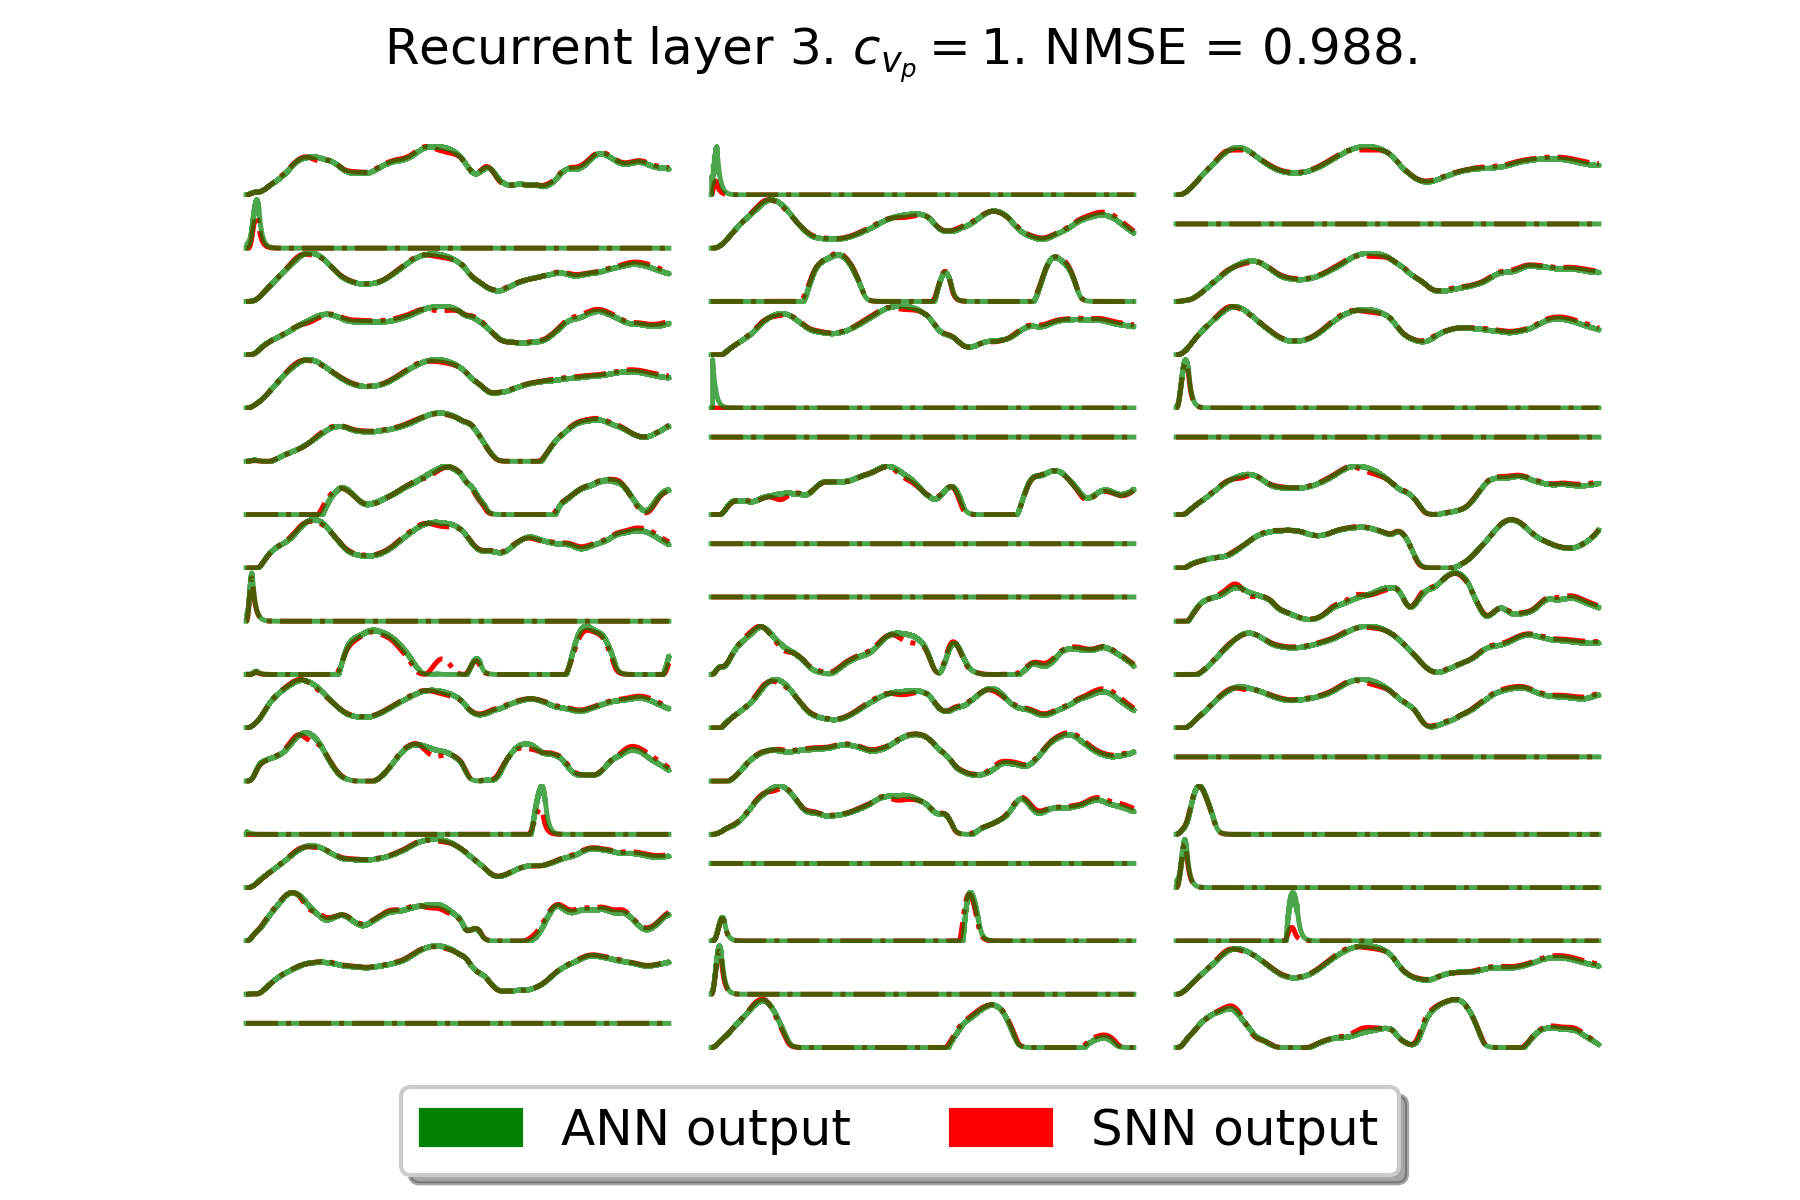 Recurrent layer 3. $c_{v_p} = 1$. NMSE = 0.988.
ANN output
SNN output